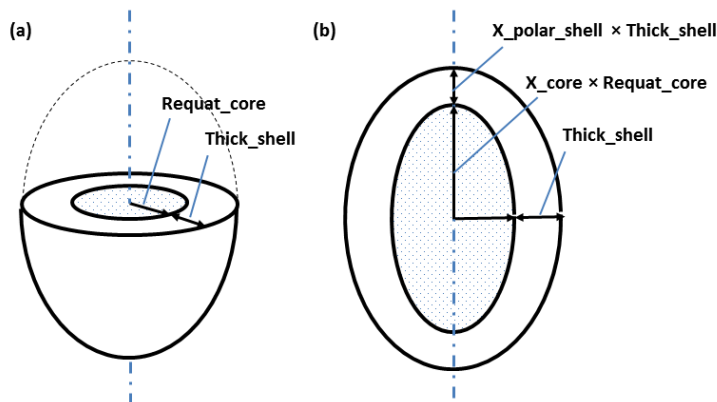 (a)
Requat_core
Thick_shell
(b)
X_polar_shell × Thick_shell
X_core × Requat_core
Thick_shell